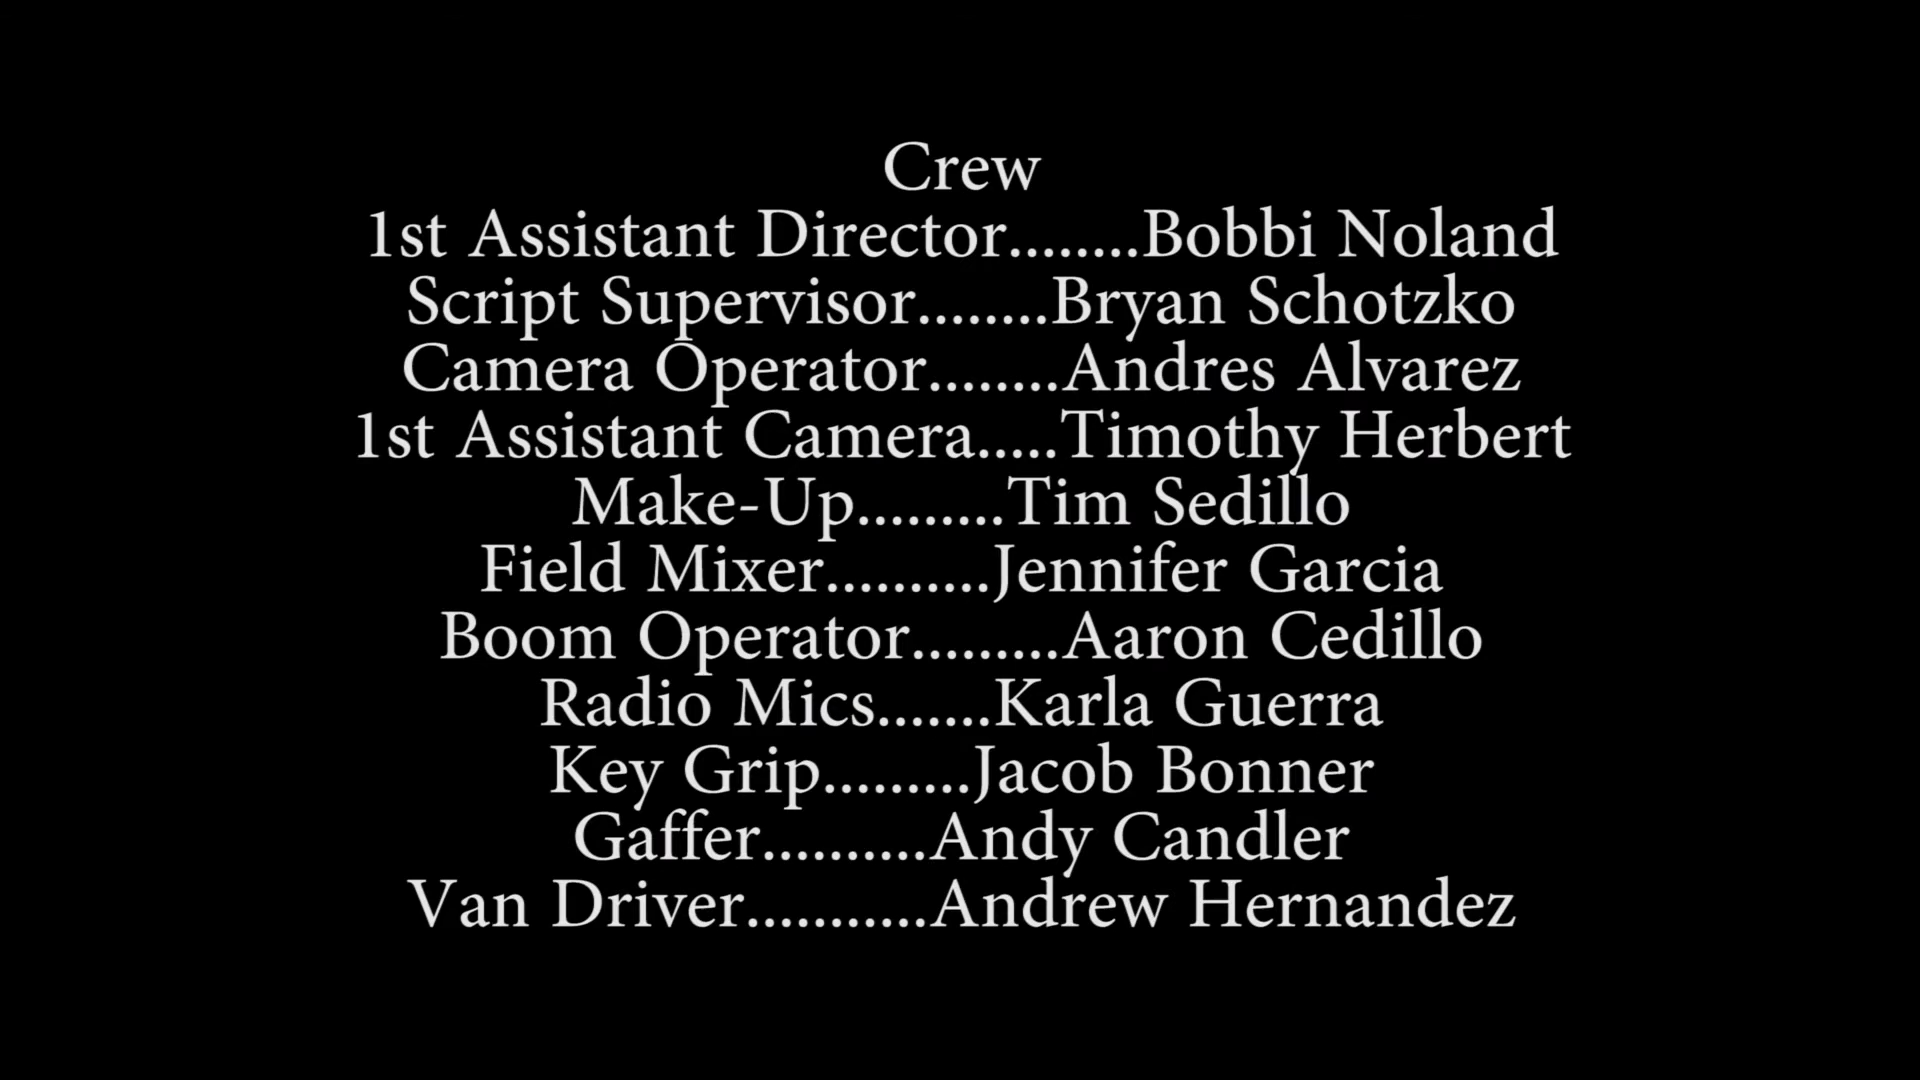 Crew
1st Assistant Director........Bobbi Noland
Script Supervisor........Bryan Schotzko
Camera Operator........Andres Alvarez
1st Assistant Camera.....Timothy Herbert
Make-Up.........Tim Sedillo
Field Mixer..........Jennifer Garcia
Boom Operator.........Aaron Cedillo
Radio Mics.......Karla Guerra
Key Grip.........Jacob Bonner
Gaffer..........Andy Candler
Van Driver...........Andrew Hernandez